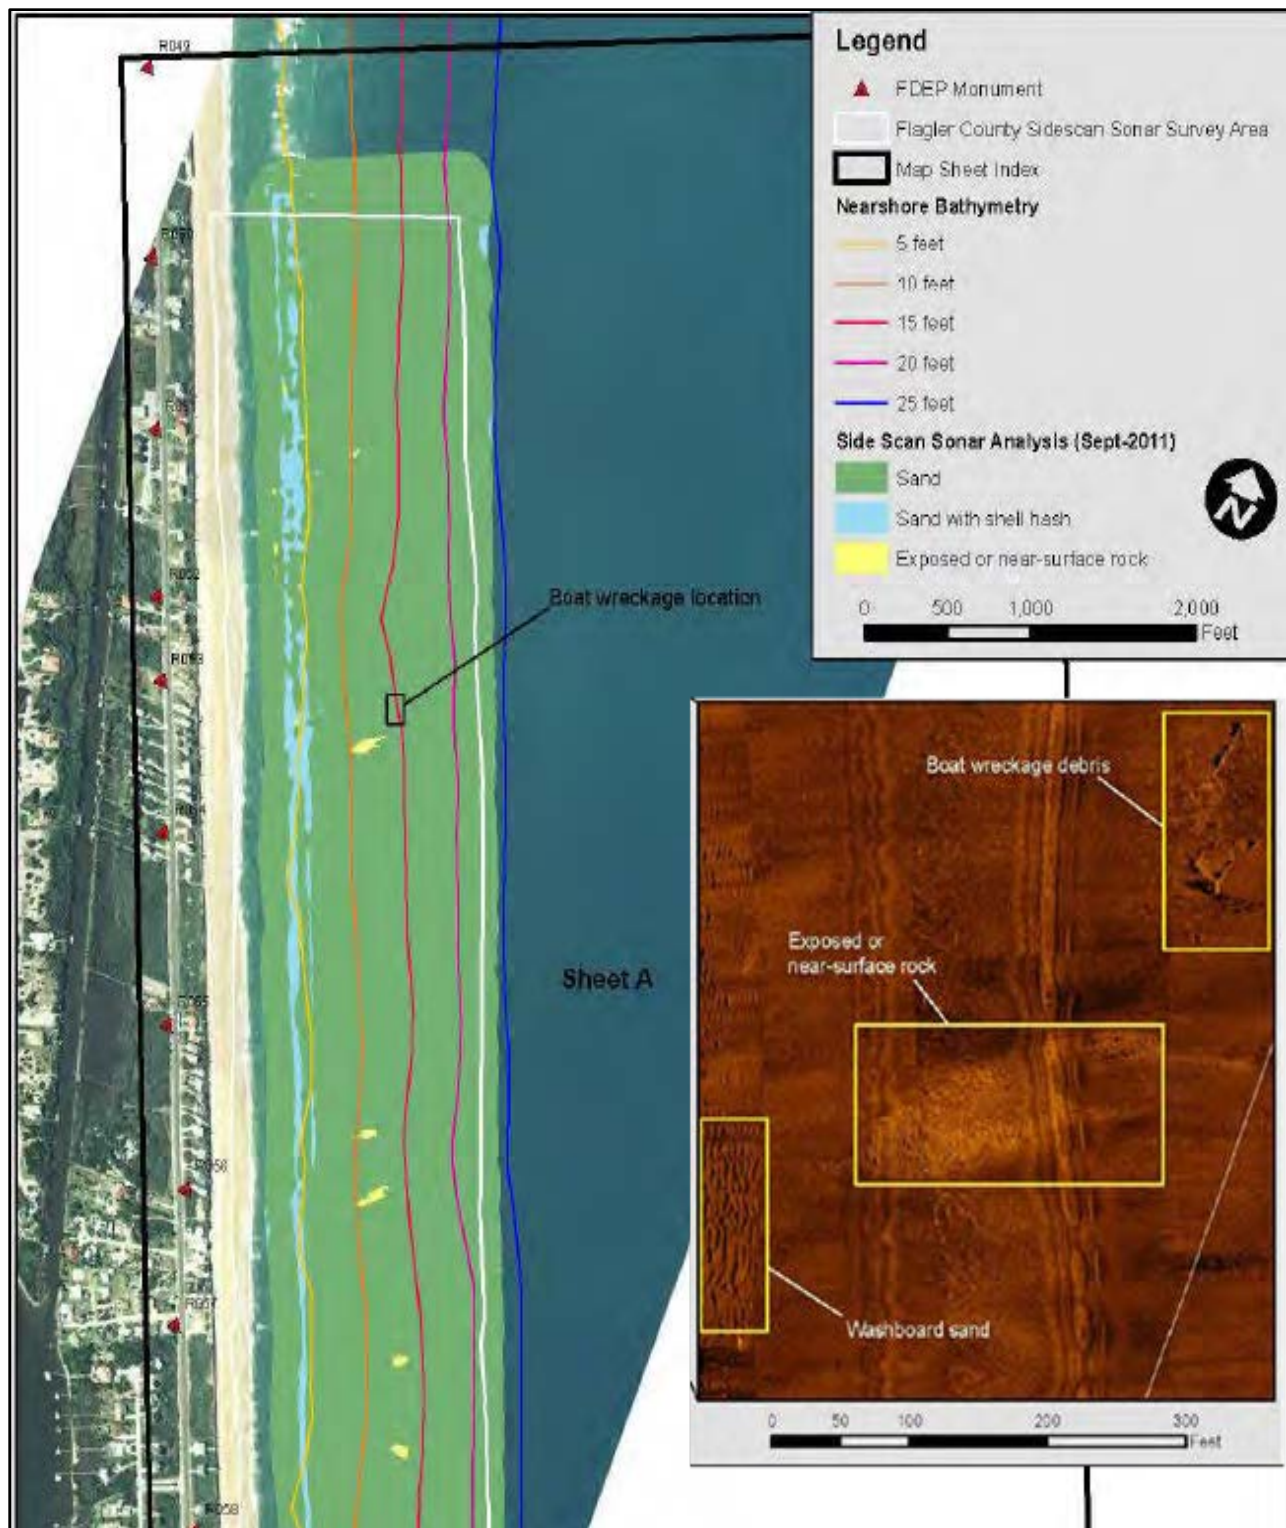 R049
R050
R051
R052
R053
R054
R055
R056
R057
R058
Boat wreckage location
Sheet A
Legend
FDEP Monument
Flagler County Sidescan Sonar Survey Area
Map Sheet Index
Nearshore Bathymetry
5 feet
10 feet
15 feet
20 feet
25 feet
Side Scan Sonar Analysis (Sept-2011)
Sand
Sand with shell hash
Exposed or near-surface rock
N
0 500 1,000 2,000
Feet
Boat wreckage debris
Exposed or
near-surface rock
Washboard sand
0 50 100 200 300
Feet